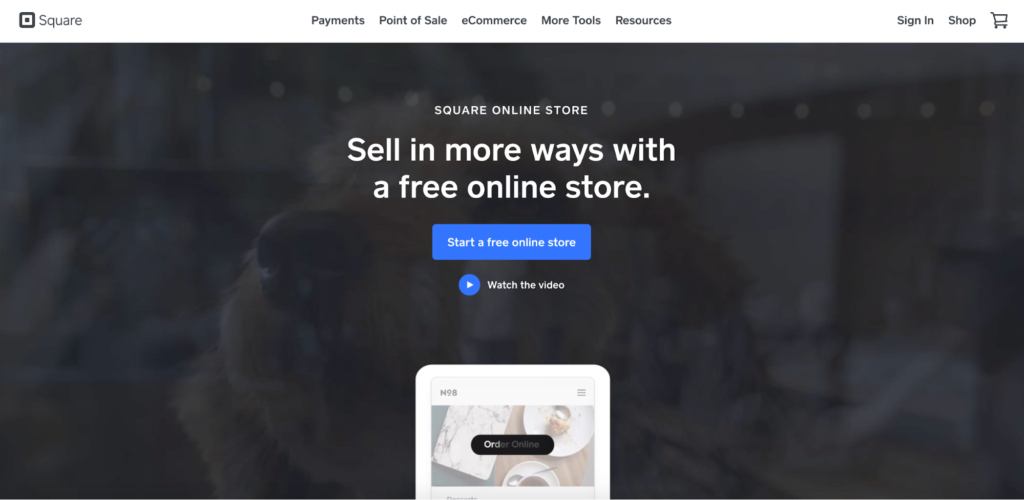 Square
Payments Point of Sale eCommerce More Tools Resources
Sign In Shop
SQUARE ONLINE STORE
Sell in more ways with
a free online store.
Start a free online store
Watch the video
N98
Order Online
Desserts